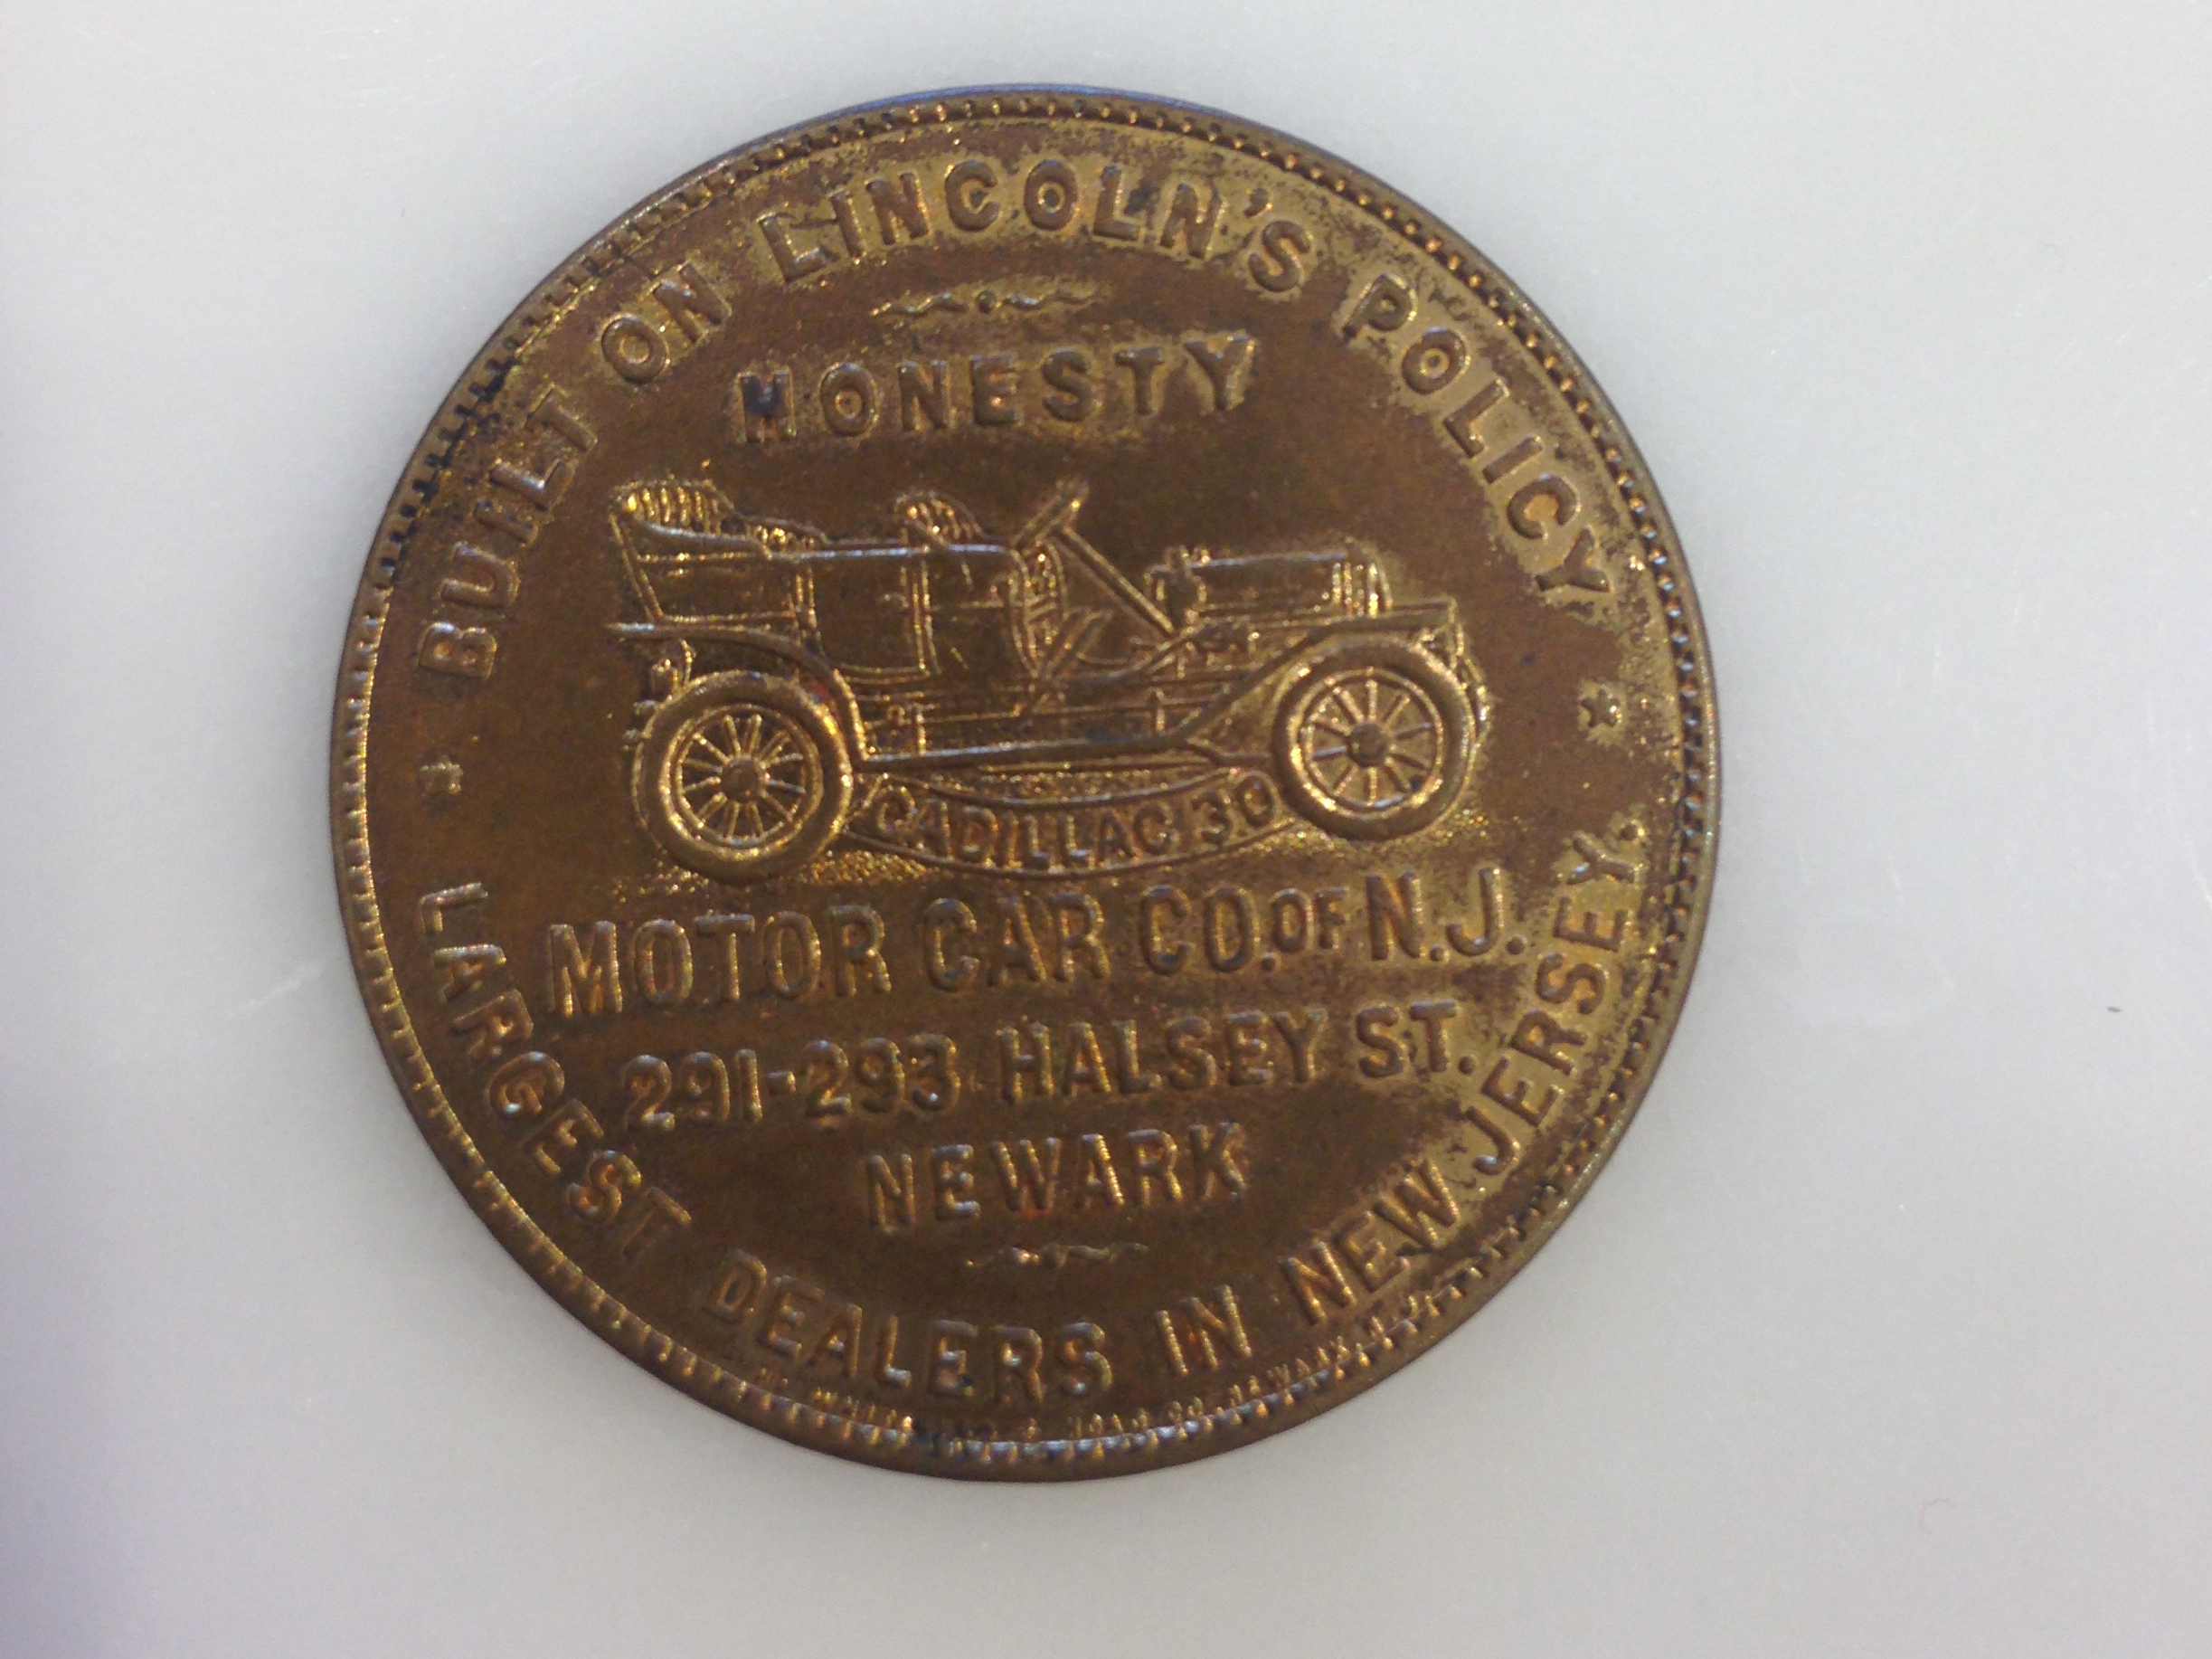 BUILT ON LINCOLN'S POLICY
HONESTY
CADILLAC 30
MOTOR CAR CO. OF N.J.
291-293 HALSEY ST.
NEWARK
LARGEST DEALERS IN NEW JERSEY.